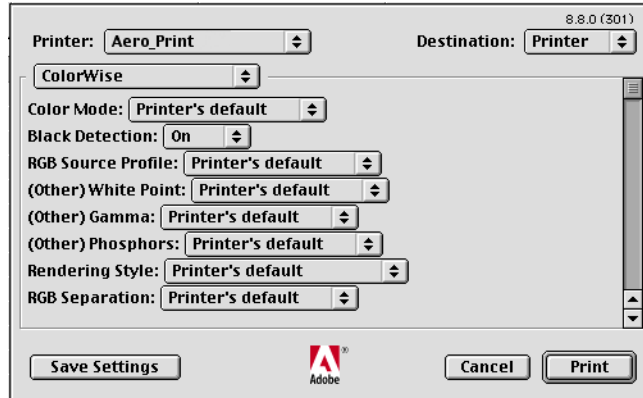 8.8.0 (301)
Printer: Aero_Print Destination: Printer
ColorWise
Color Mode: Printer's default
Black Detection: On
RGB Source Profile: Printer's default
(Other) White Point: Printer's default
(Other) Gamma: Printer's default
(Other) Phosphors: Printer's default
Rendering Style: Printer's default
RGB Separation: Printer's default
Save Settings Adobe® Cancel Print